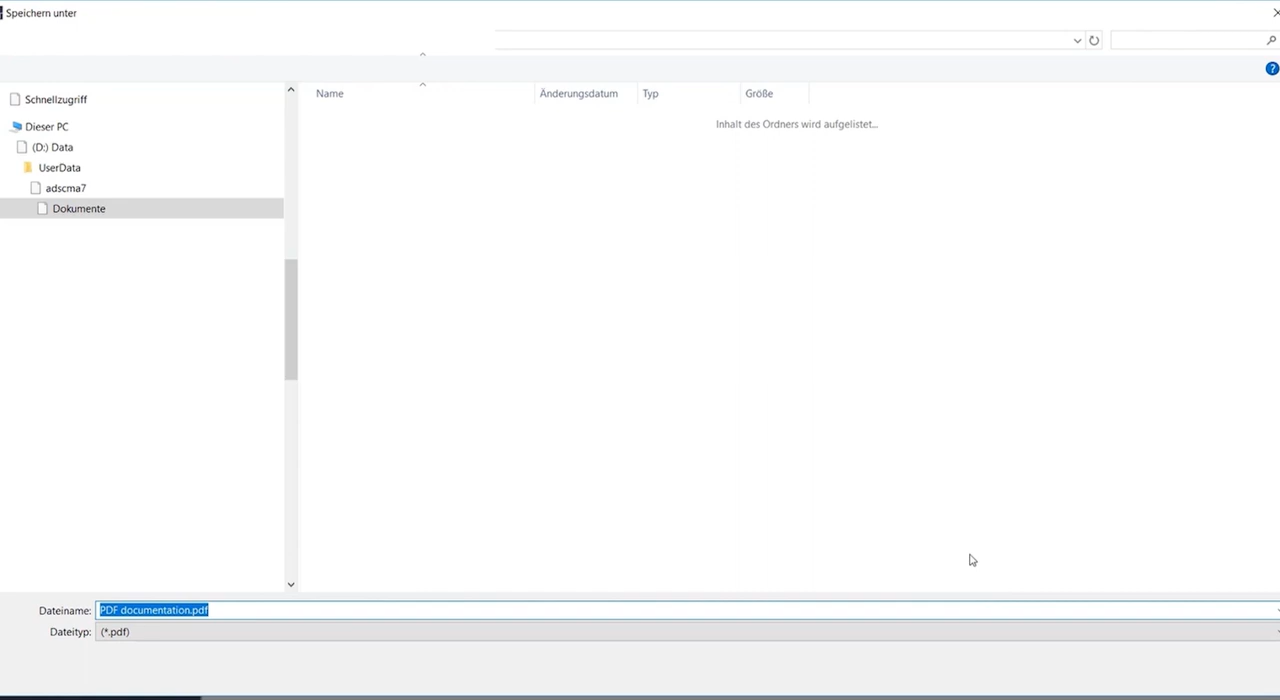 Speichern unter
Schnellzugriff
Dieser PC
(D:) Data
UserData
adscma7
Dokumente
Name Änderungsdatum Typ Größe
Inhalt des Ordners wird aufgelistet...
Dateiname: PDF documentation.pdf
Dateityp: (*.pdf)